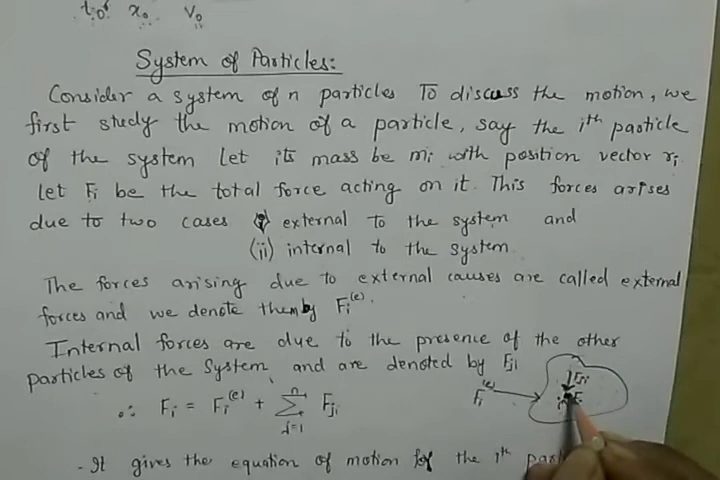 t₀ x₀ V₀
System of Particles:
Consider a system of n particles To discuss the motion, we
first study the motion of a particle, say the iᵗʰ particle
of the system Let its mass be mᵢ with position vector rᵢ
Let Fᵢ be the total force acting on it. This forces arises
due to two cases (i) external to the system and
(ii) internal to the system
The forces arising due to external causes are called external
forces and we denote them by Fᵢ⁽ᵉ⁾.
Internal forces are due to the presence of the other
particles of the system and are denoted by Fⱼᵢ
∴ Fᵢ = Fᵢ⁽ᵉ⁾ + Σⱼ₌₁ⁿ Fⱼᵢ
Fᵢ⁽ᵉ⁾ Fⱼᵢ i
- It gives the equation of motion for the iᵗʰ